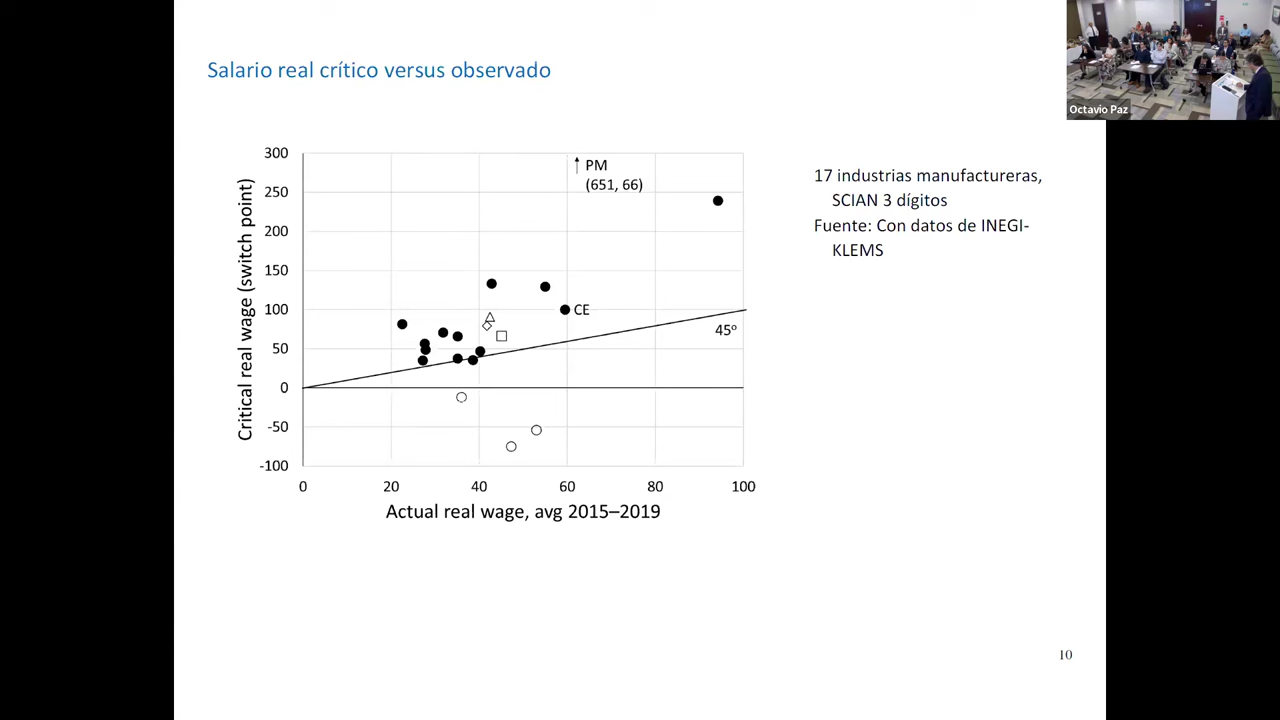 Octavio Paz
Salario real crítico versus observado
300
250
200
150
100
50
0
-50
-100
Critical real wage (switch point)
PM
(651, 66)
CE
45º
0 20 40 60 80 100
Actual real wage, avg 2015–2019
17 industrias manufactureras,
SCIAN 3 dígitos
Fuente: Con datos de INEGI-
KLEMS
10